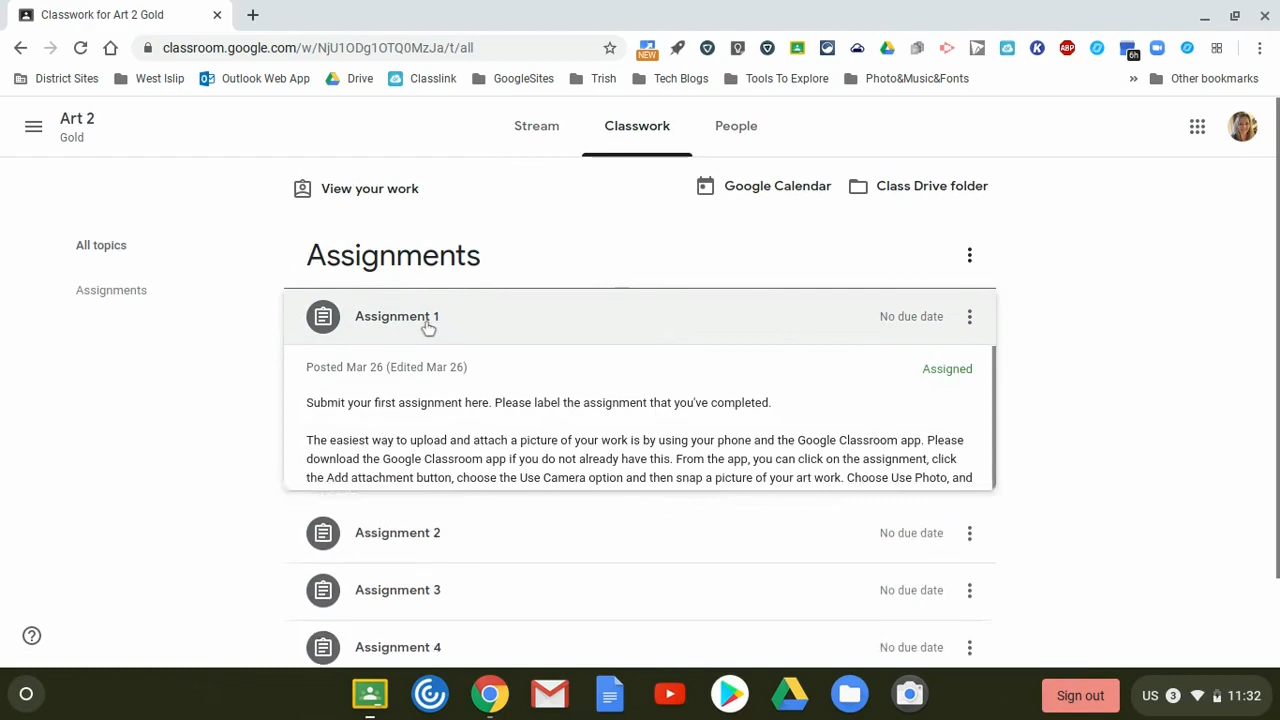 Classwork for Art 2 Gold
classroom.google.com/w/NjU1ODg1OTQ0MzJa/t/all
NEW
ABP
6h
District Sites
West Islip
Outlook Web App
Drive
Classlink
GoogleSites
Trish
Tech Blogs
Tools To Explore
Photo&Music&Fonts
»
Other bookmarks
Art 2
Gold
Stream
Classwork
People
View your work
Google Calendar
Class Drive folder
All topics
Assignments
Assignments
Assignment 1
No due date
Posted Mar 26 (Edited Mar 26)
Assigned
Submit your first assignment here. Please label the assignment that you've completed.
The easiest way to upload and attach a picture of your work is by using your phone and the Google Classroom app. Please
download the Google Classroom app if you do not already have this. From the app, you can click on the assignment, click
the Add attachment button, choose the Use Camera option and then snap a picture of your art work. Choose Use Photo, and
Assignment 2
No due date
Assignment 3
No due date
Assignment 4
No due date
Sign out
US
3
11:32